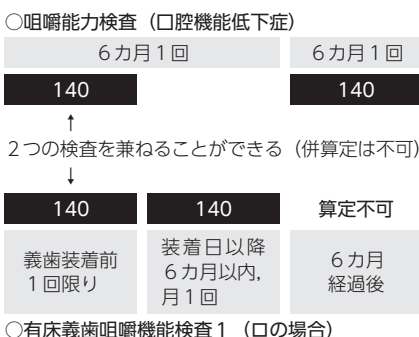 ○咀嚼能力検査（口腔機能低下症）
6カ月1回 6カ月1回
140 140
↑
2つの検査を兼ねることができる（併算定は不可）
↓
140 140 算定不可
義歯装着前
1回限り
装着日以降
6カ月以内,
月1回
6カ月
経過後
○有床義歯咀嚼機能検査1（ロの場合）